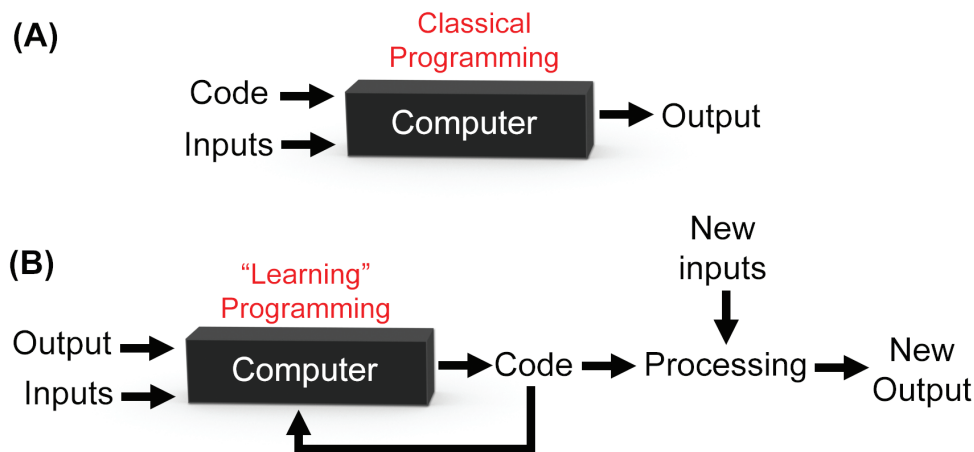 (A)
Classical
Programming
Code
Computer
Output
Inputs
(B)
“Learning”
Programming
New
inputs
Output
Computer
Code
Processing
New
Output
Inputs